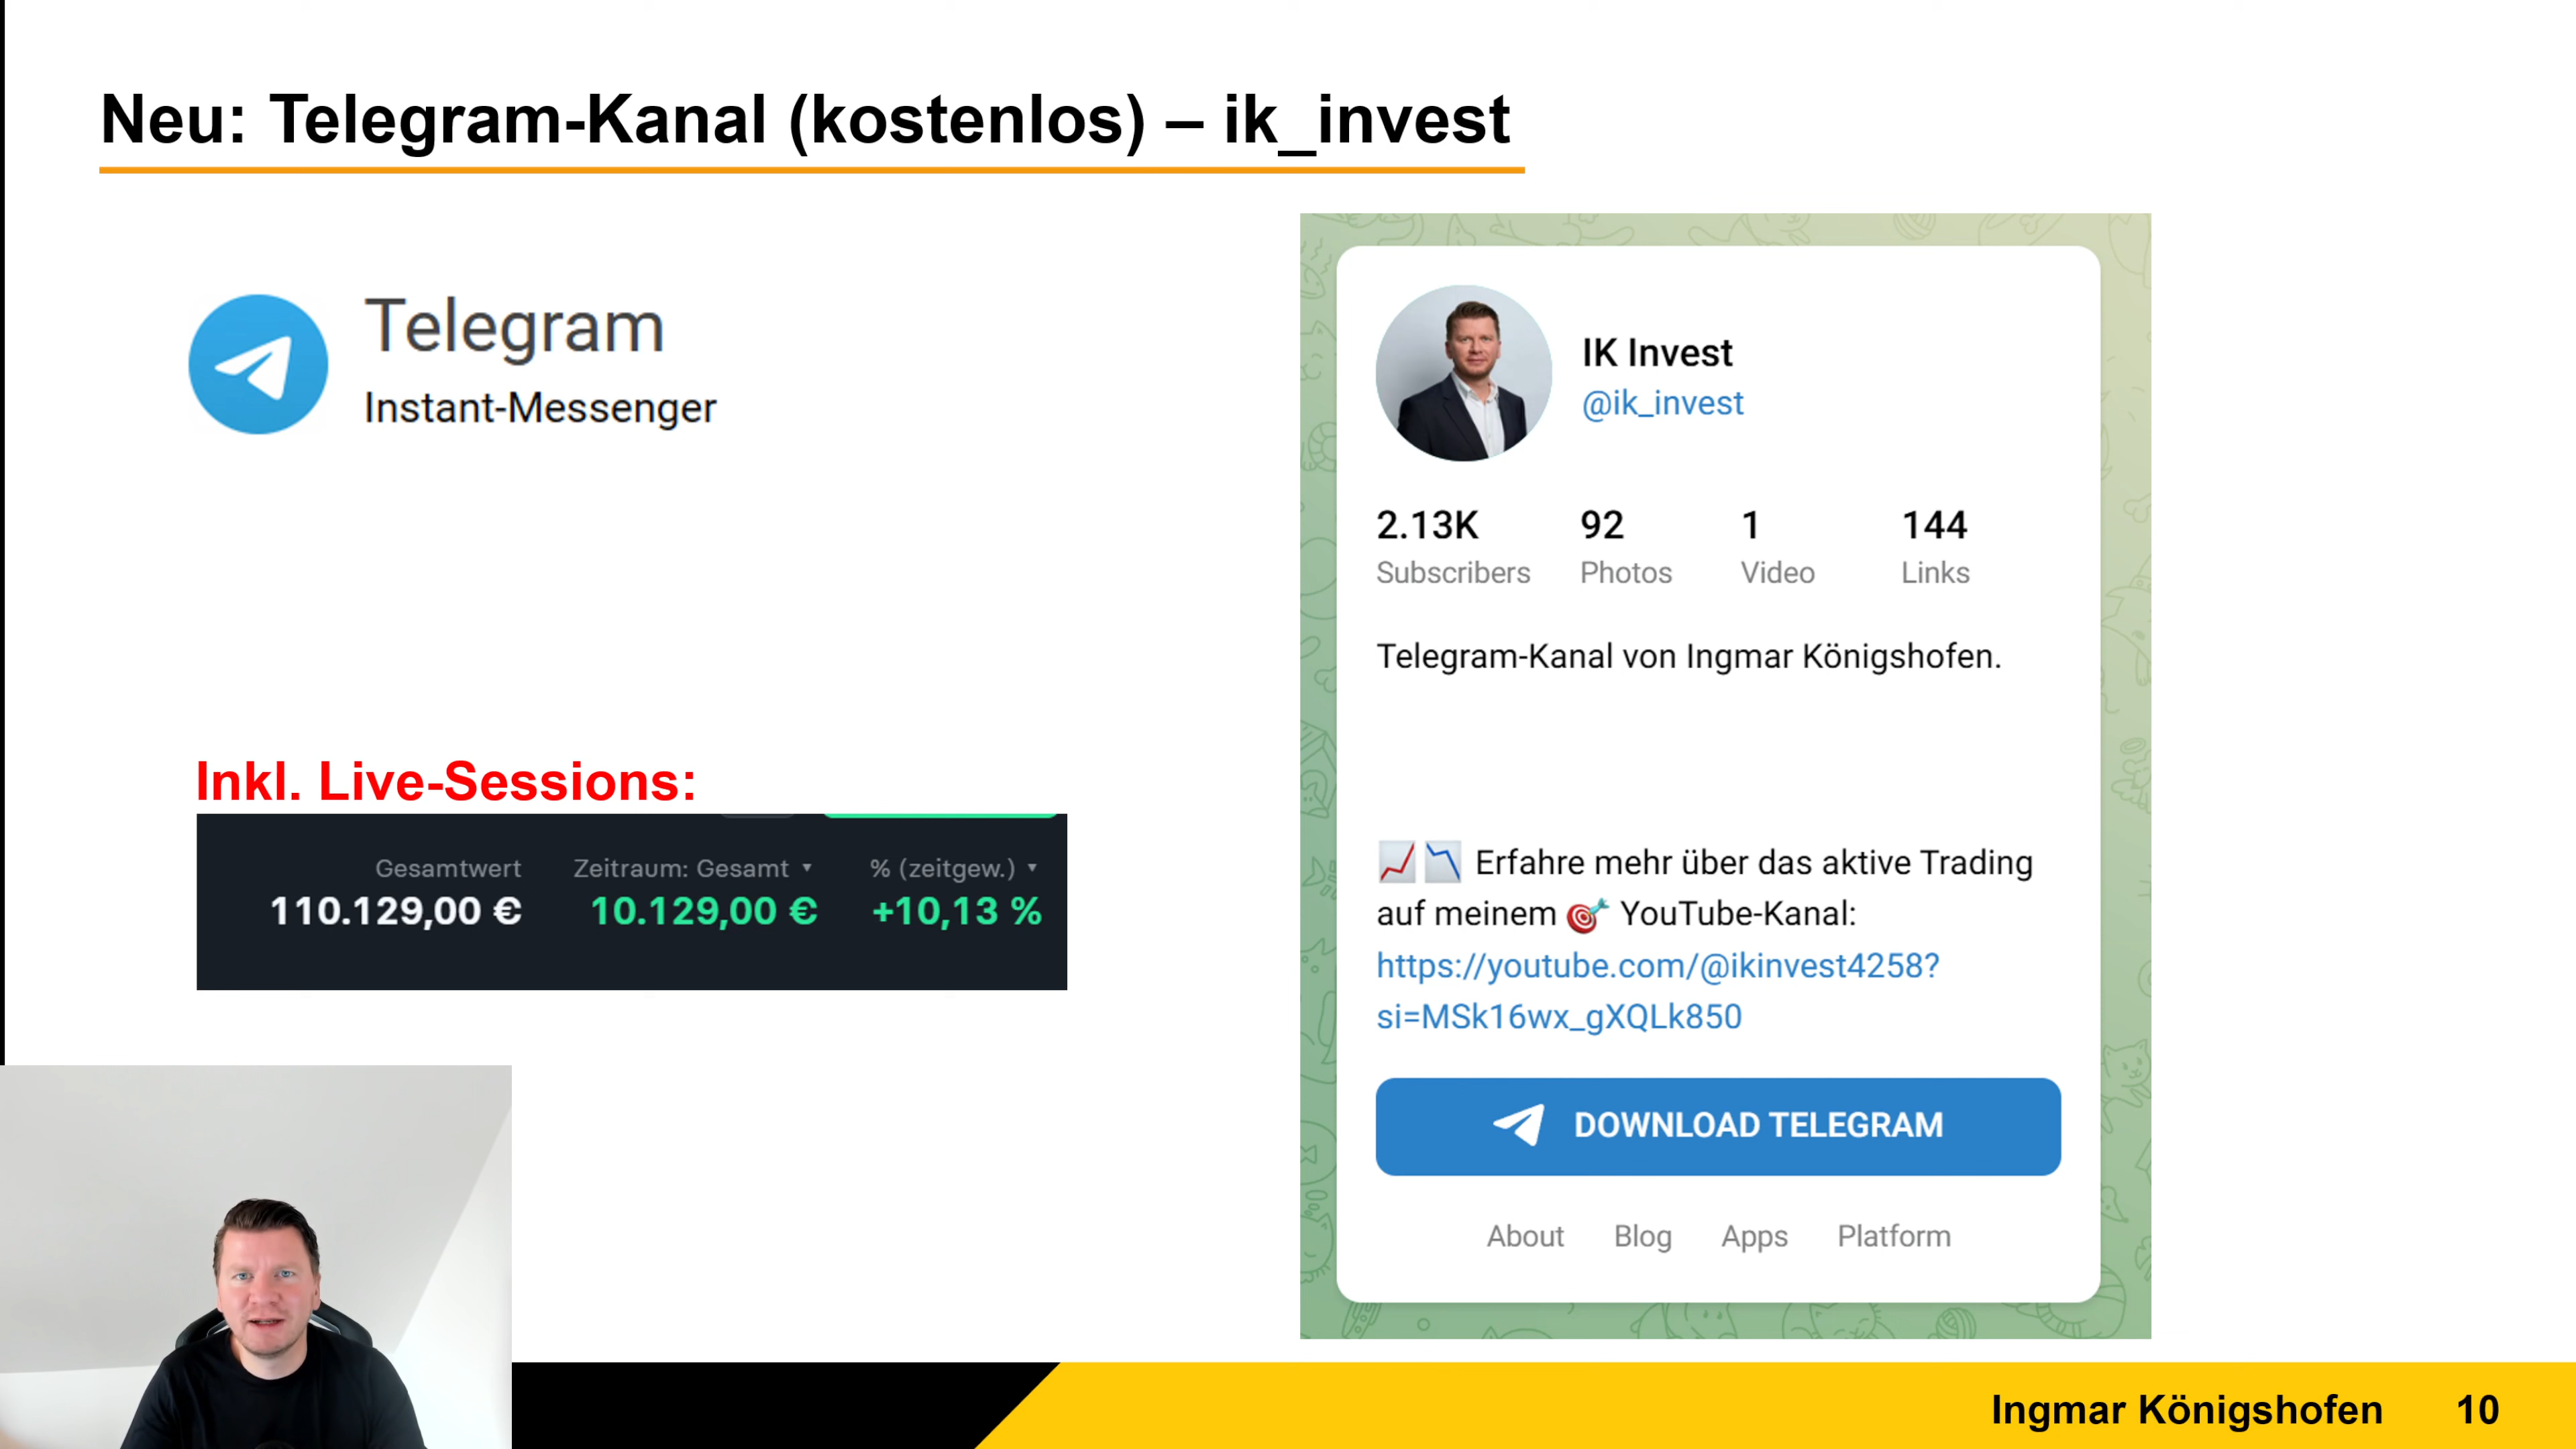 Neu: Telegram-Kanal (kostenlos) – ik_invest
Telegram
Instant-Messenger
Inkl. Live-Sessions:
Gesamtwert Zeitraum: Gesamt ▾ % (zeitgew.) ▾
110.129,00 € 10.129,00 € +10,13 %
IK Invest
@ik_invest
2.13K 92 1 144
Subscribers Photos Video Links
Telegram-Kanal von Ingmar Königshofen.
📈📉 Erfahre mehr über das aktive Trading
auf meinem 🎯 YouTube-Kanal:
https://youtube.com/@ikinvest4258?
si=MSk16wx_gXQLk850
DOWNLOAD TELEGRAM
About Blog Apps Platform
Ingmar Königshofen 10